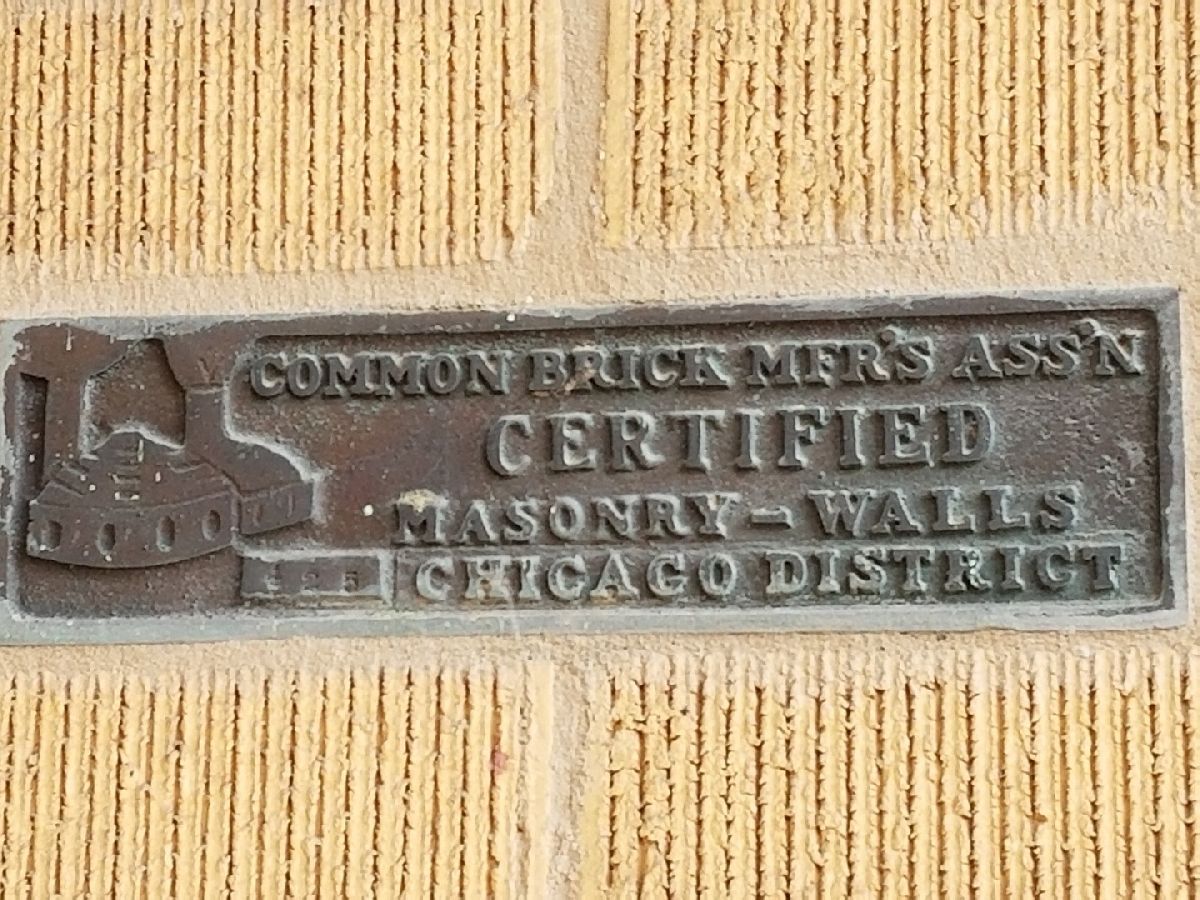 COMMON BRICK MFR'S ASS'N
CERTIFIED
MASONRY - WALLS
CHICAGO DISTRICT